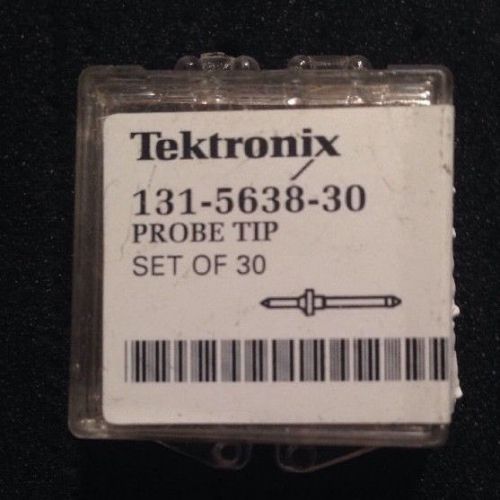 Tektronix
131-5638-30
PROBE TIP
SET OF 30